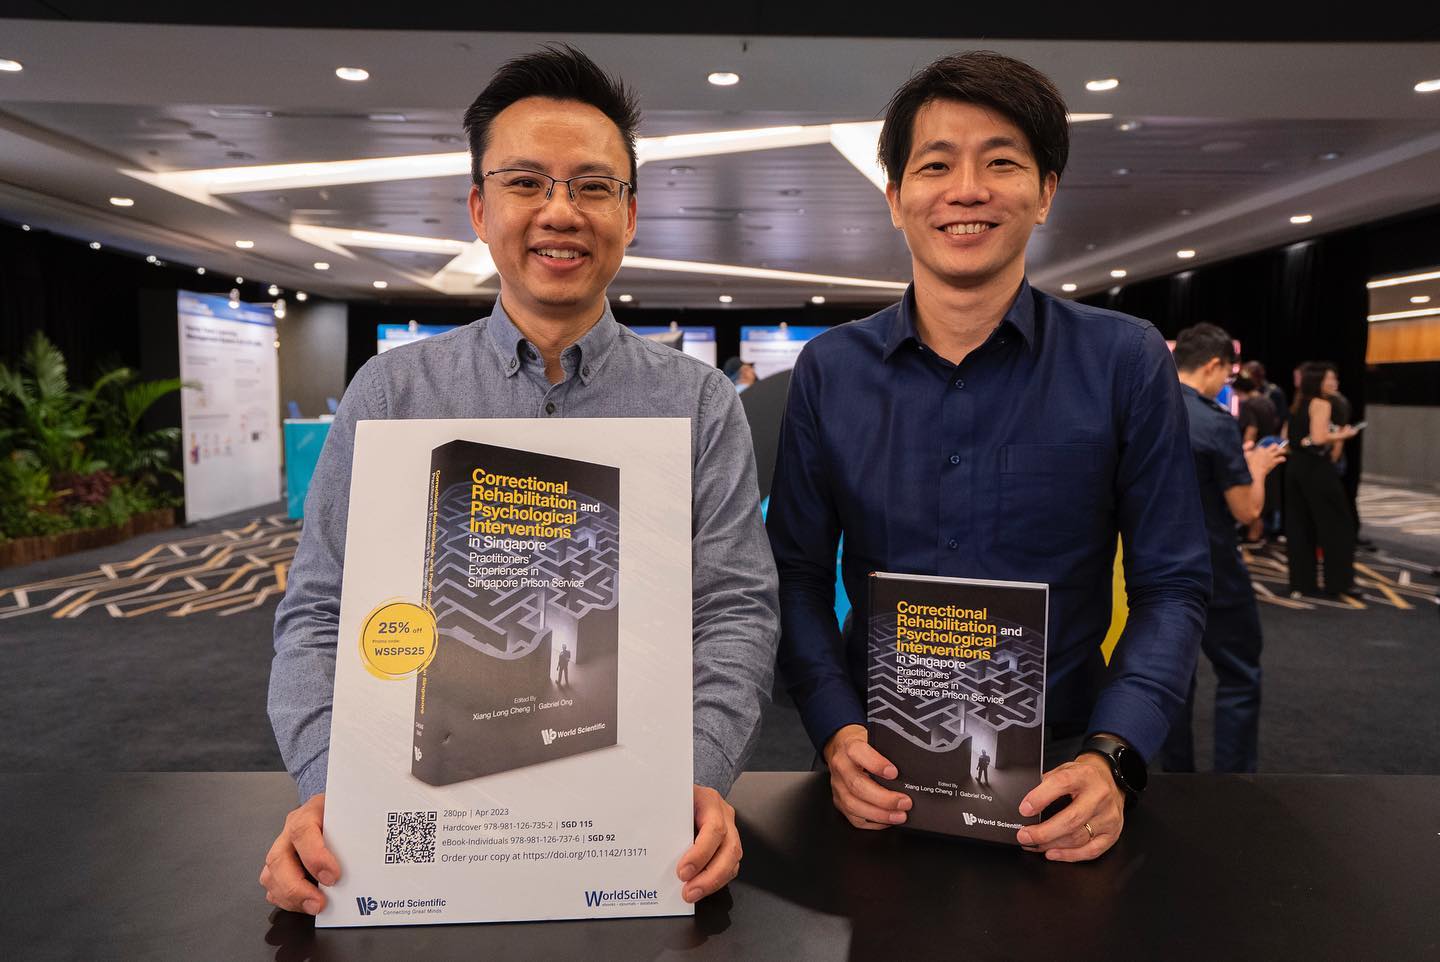 Correctional
Rehabilitation and
Psychological
Interventions
in Singapore
Practitioners'
Experiences in
Singapore Prison Service
25% off
Promo code:
WSSPS25
Edited By
Xiang Long Cheng | Gabriel Ong
World Scientific
280pp | Apr 2023
Hardcover 978-981-126-735-2 | SGD 115
eBook-Individuals 978-981-126-737-6 | SGD 92
Order your copy at https://doi.org/10.1142/13171
World Scientific
Connecting Great Minds
WorldSciNet
Correctional
Rehabilitation and
Psychological
Interventions
in Singapore
Practitioners'
Experiences in
Singapore Prison Service
Edited By
Xiang Long Cheng | Gabriel Ong
World Scientific